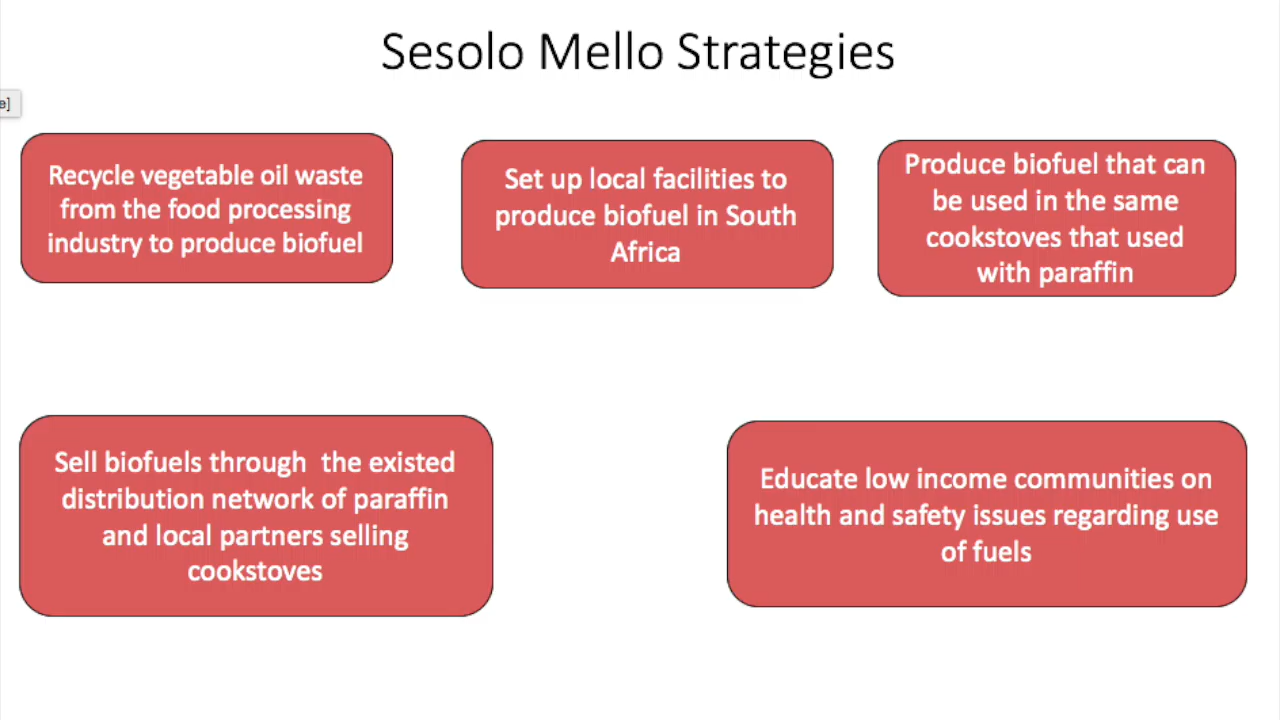 Sesolo Mello Strategies
e]
Recycle vegetable oil waste
from the food processing
industry to produce biofuel
Set up local facilities to
produce biofuel in South
Africa
Produce biofuel that can
be used in the same
cookstoves that used
with paraffin
Sell biofuels through  the existed
distribution network of paraffin
and local partners selling
cookstoves
Educate low income communities on
health and safety issues regarding use
of fuels